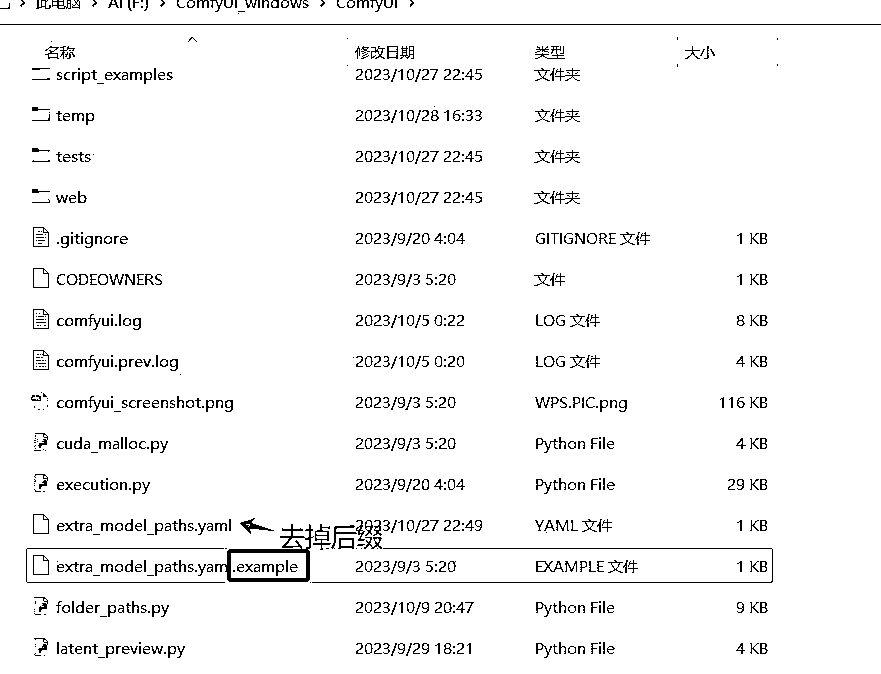 此电脑 > AI (F:) > ComfyUI_windows > ComfyUI >
名称 修改日期 类型 大小
script_examples 2023/10/27 22:45 文件夹
temp 2023/10/28 16:33 文件夹
tests 2023/10/27 22:45 文件夹
web 2023/10/27 22:45 文件夹
.gitignore 2023/9/20 4:04 GITIGNORE 文件 1 KB
CODEOWNERS 2023/9/3 5:20 文件 1 KB
comfyui.log 2023/10/5 0:22 LOG 文件 8 KB
comfyui.prev.log 2023/10/5 0:20 LOG 文件 4 KB
comfyui_screenshot.png 2023/9/3 5:20 WPS.PIC.png 116 KB
cuda_malloc.py 2023/9/3 5:20 Python File 4 KB
execution.py 2023/9/20 4:04 Python File 29 KB
extra_model_paths.yaml 2023/10/27 22:49 YAML 文件 1 KB
去掉后缀
extra_model_paths.yaml.example 2023/9/3 5:20 EXAMPLE 文件 1 KB
folder_paths.py 2023/10/9 20:47 Python File 9 KB
latent_preview.py 2023/9/29 18:21 Python File 4 KB